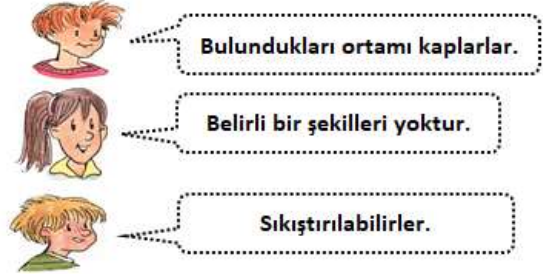 Bulundukları ortamı kaplarlar.
Belirli bir şekilleri yoktur.
Sıkıştırılabilirler.